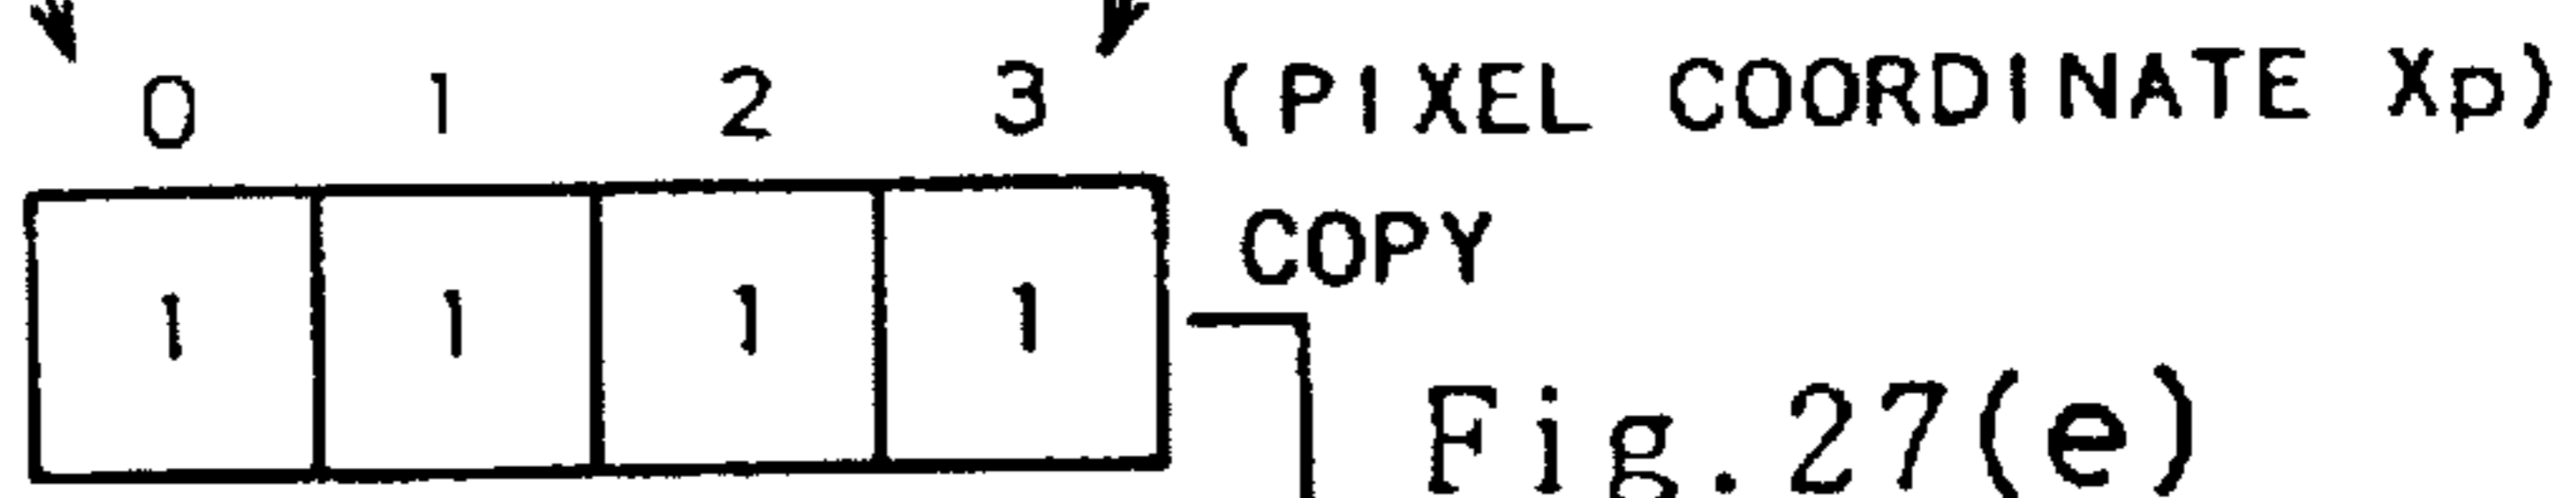 0 1 2 3 (PIXEL COORDINATE Xp)
COPY
1 1 1 1
Fig.27(e)